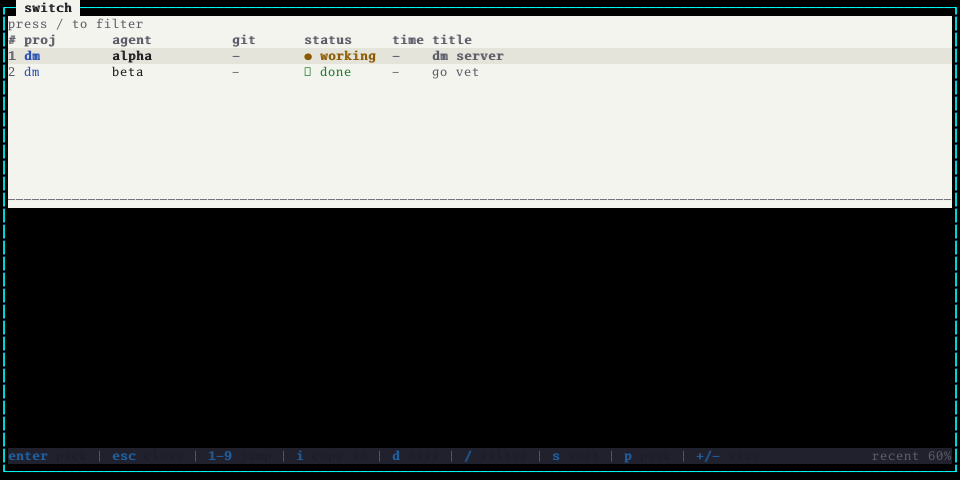 switch
press / to filter
# proj agent git status time title
1 dm alpha – ● working – dm server
2 dm beta – done – go vet
enter | esc | 1-9 | i | d | / | s | p | +/- recent 60%